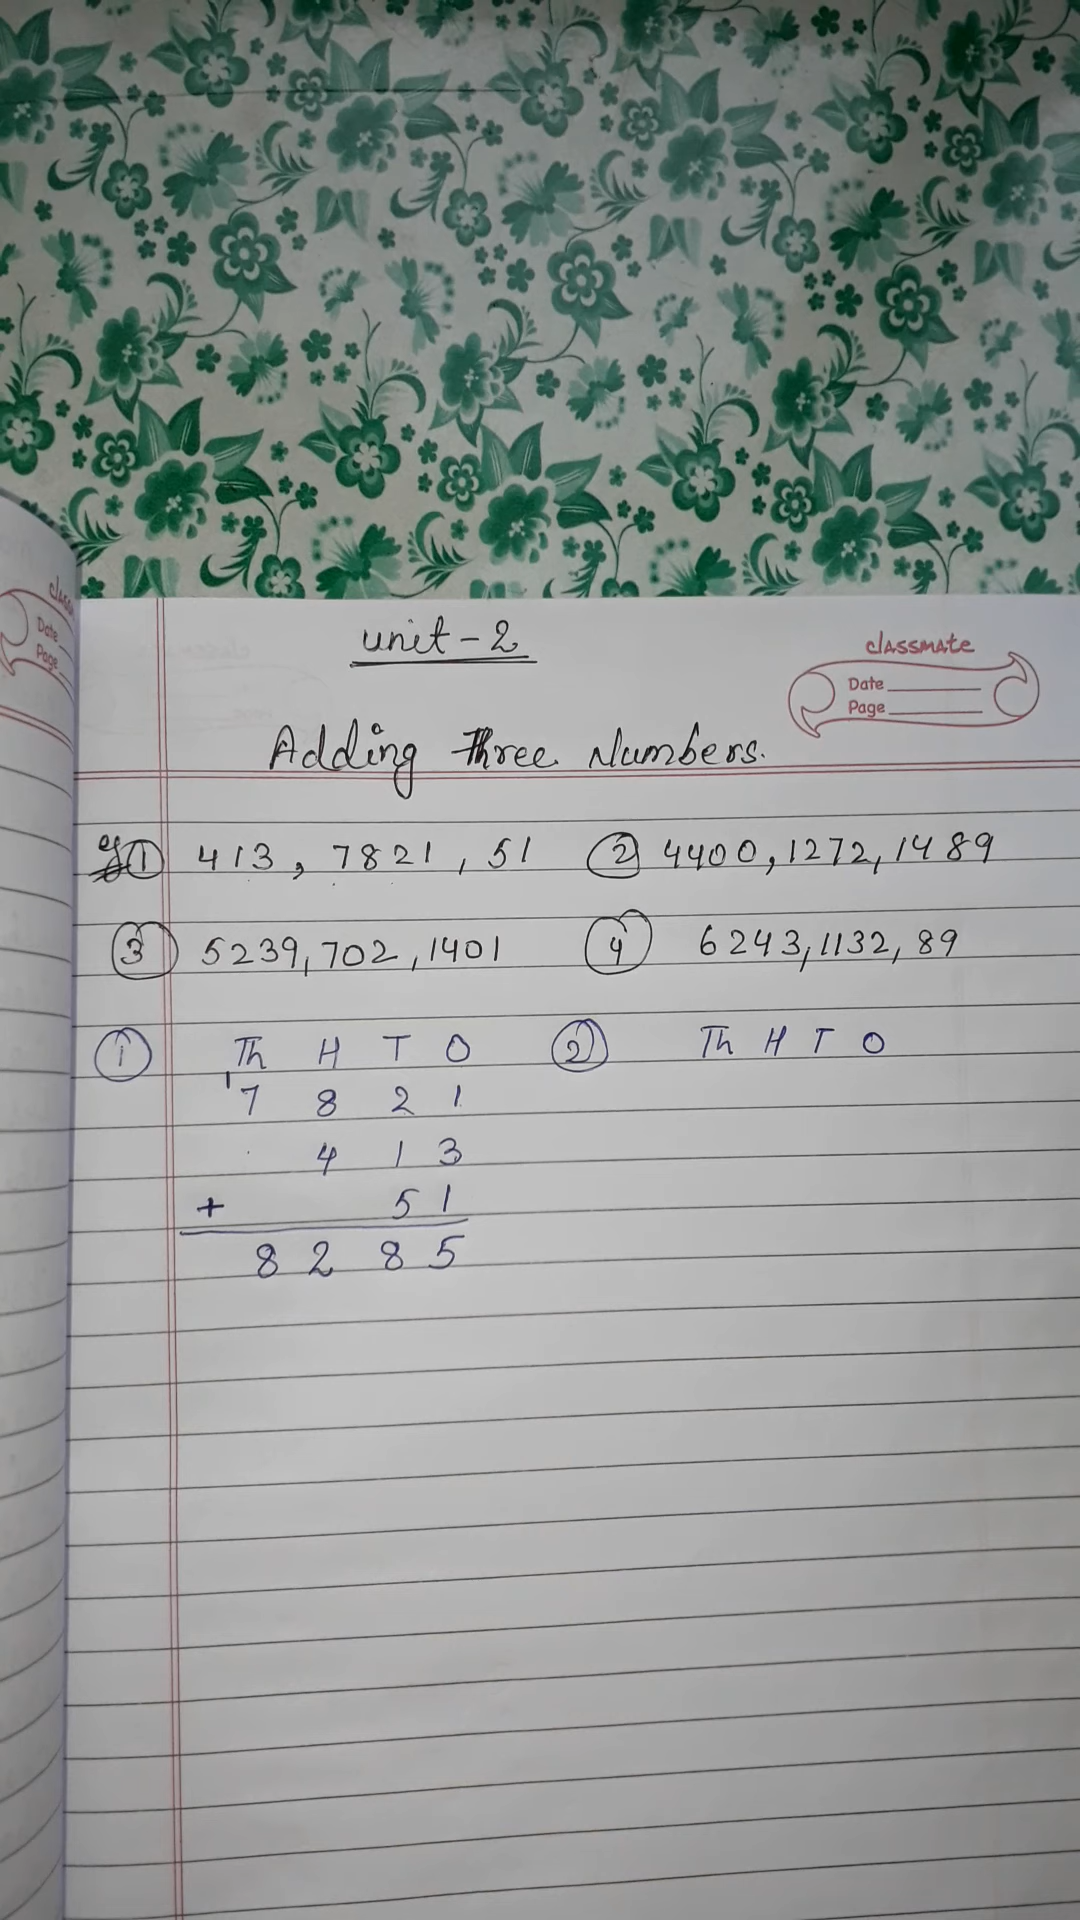 unit-2
classmate
Date
Page
Adding Three Numbers.
① 413, 7821, 51 ② 4400, 1272, 1489
③ 5239, 702, 1401 ④ 6243, 1132, 89
① Th H T O ② Th H T O
1
7 8 2 1
4 1 3
+ 5 1
8 2 8 5
Date
Page